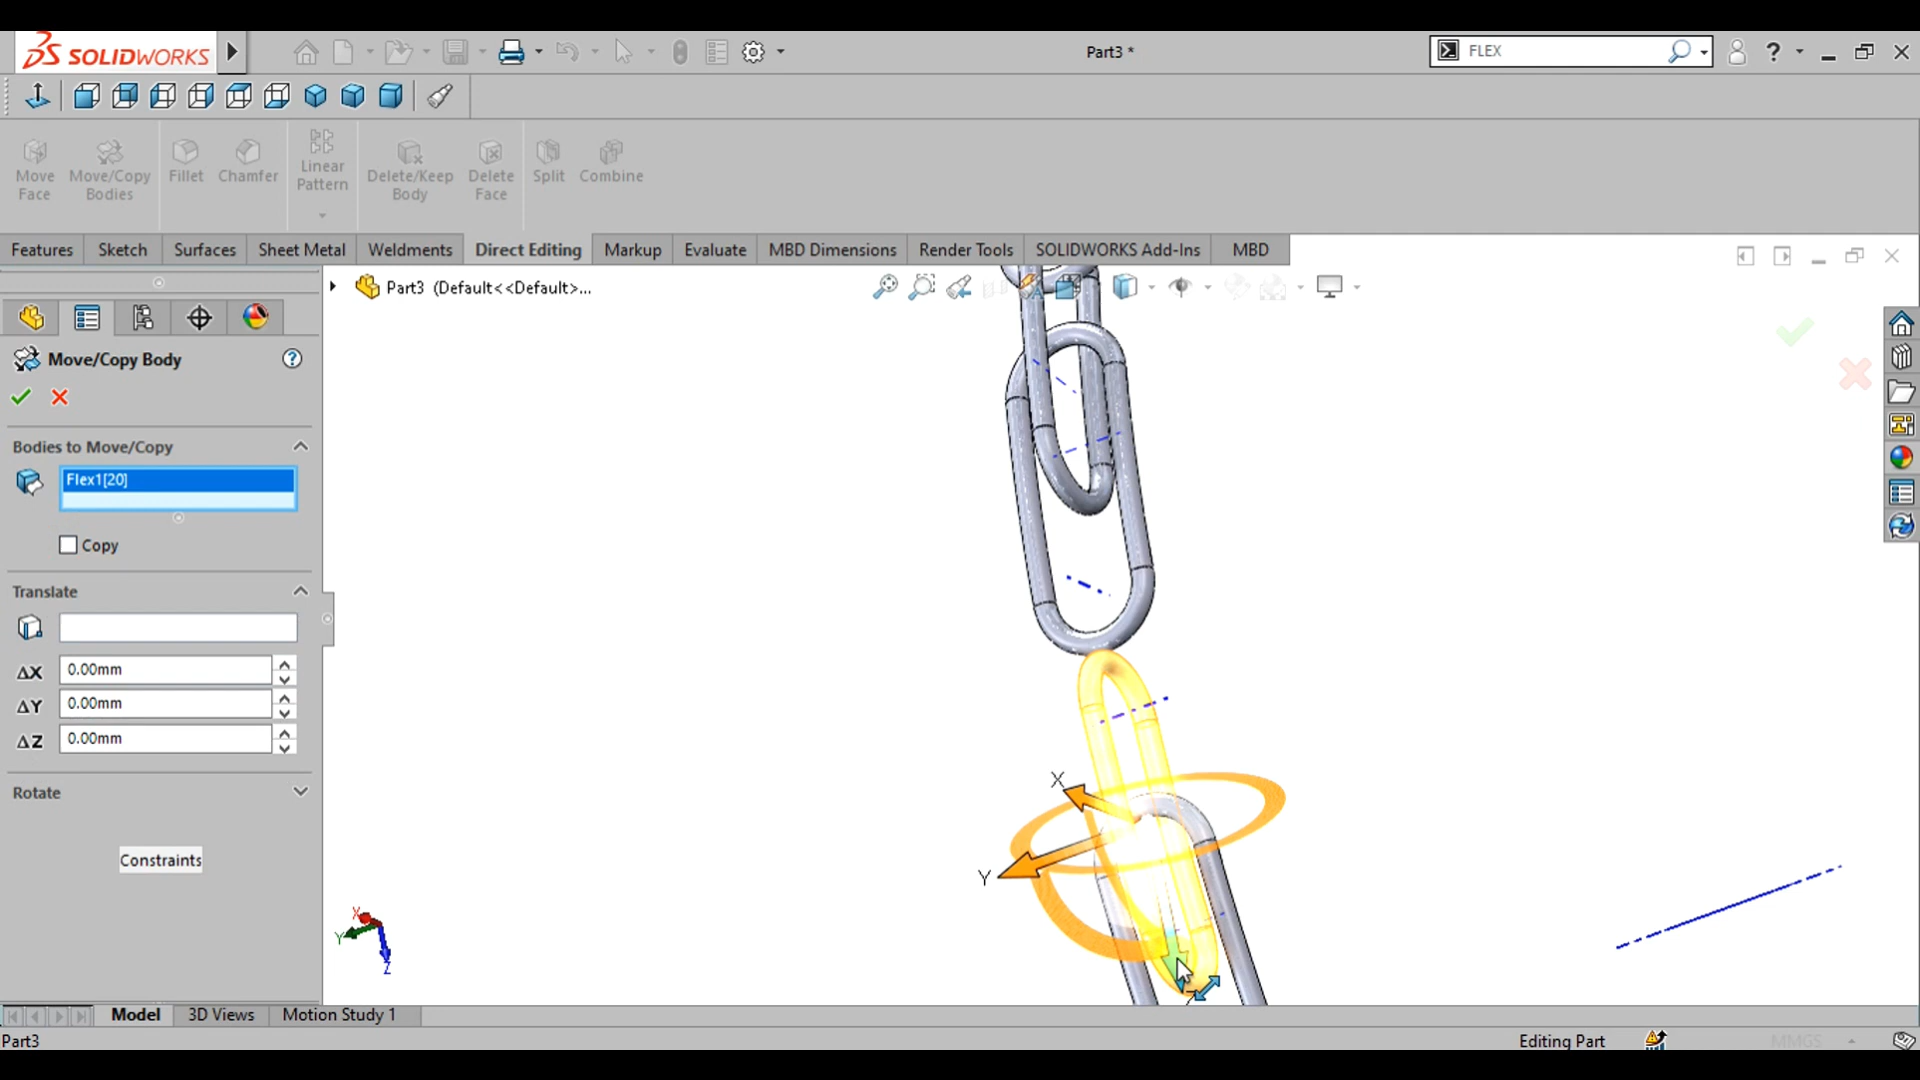 SOLIDWORKS
Part3 *
FLEX
?
Move
Face
Move/Copy
Bodies
Fillet
Chamfer
Linear
Pattern
Delete/Keep
Body
Delete
Face
Split
Combine
Features
Sketch
Surfaces
Sheet Metal
Weldments
Direct Editing
Markup
Evaluate
MBD Dimensions
Render Tools
SOLIDWORKS Add-Ins
MBD
Part3 (Default<<Default>...
Move/Copy Body
?
Bodies to Move/Copy
Flex1[20]
Copy
Translate
ΔX 0.00mm
ΔY 0.00mm
ΔZ 0.00mm
Rotate
Constraints
X
Y
X
Y
Z
Model
3D Views
Motion Study 1
Part3
Editing Part
MMGS